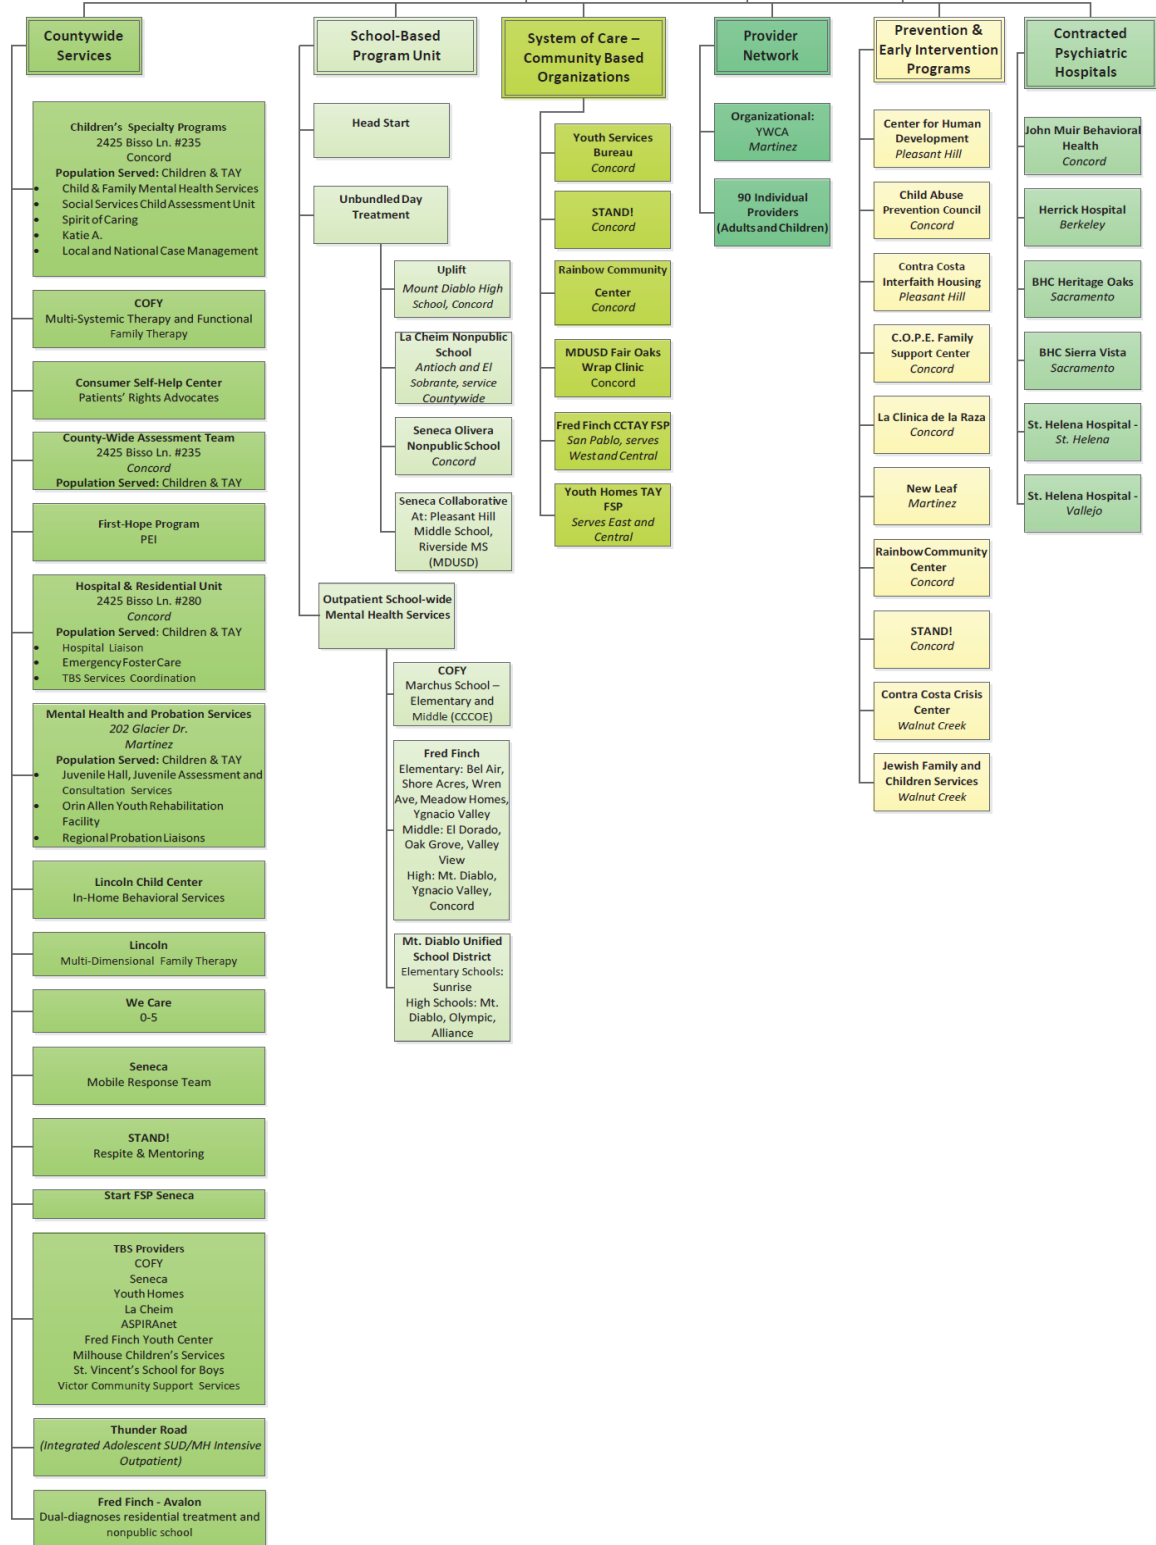 Countywide
Services
Children's Specialty Programs
2425 Bisso Ln. #235
Concord
Population Served: Children & TAY
• Child & Family Mental Health Services
• Social Services Child Assessment Unit
• Spirit of Caring
• Katie A.
• Local and National Case Management
COFY
Multi-Systemic Therapy and Functional
Family Therapy
Consumer Self-Help Center
Patients' Rights Advocates
County-Wide Assessment Team
2425 Bisso Ln. #235
Concord
Population Served: Children & TAY
First-Hope Program
PEI
Hospital & Residential Unit
2425 Bisso Ln. #280
Concord
Population Served: Children & TAY
• Hospital Liaison
• Emergency Foster Care
• TBS Services Coordination
Mental Health and Probation Services
202 Glacier Dr.
Martinez
Population Served: Children & TAY
• Juvenile Hall, Juvenile Assessment and
Consultation Services
• Orin Allen Youth Rehabilitation
Facility
• Regional Probation Liaisons
Lincoln Child Center
In-Home Behavioral Services
Lincoln
Multi-Dimensional Family Therapy
We Care
0-5
Seneca
Mobile Response Team
STAND!
Respite & Mentoring
Start FSP Seneca
TBS Providers
COFY
Seneca
Youth Homes
La Cheim
ASPIRAnet
Fred Finch Youth Center
Milhouse Children's Services
St. Vincent's School for Boys
Victor Community Support Services
Thunder Road
(Integrated Adolescent SUD/MH Intensive
Outpatient)
Fred Finch - Avalon
Dual-diagnoses residential treatment and
nonpublic school
School-Based
Program Unit
Head Start
Unbundled Day
Treatment
Uplift
Mount Diablo High
School, Concord
La Cheim Nonpublic
School
Antioch and El
Sobrante, service
Countywide
Seneca Olivera
Nonpublic School
Concord
Seneca Collaborative
At: Pleasant Hill
Middle School,
Riverside MS
(MDUSD)
Outpatient School-wide
Mental Health Services
COFY
Marchus School –
Elementary and
Middle (CCCOE)
Fred Finch
Elementary: Bel Air,
Shore Acres, Wren
Ave, Meadow Homes,
Ygnacio Valley
Middle: El Dorado,
Oak Grove, Valley
View
High: Mt. Diablo,
Ygnacio Valley,
Concord
Mt. Diablo Unified
School District
Elementary Schools:
Sunrise
High Schools: Mt.
Diablo, Olympic,
Alliance
System of Care –
Community Based
Organizations
Youth Services
Bureau
Concord
STAND!
Concord
Rainbow Community
Center
Concord
MDUSD Fair Oaks
Wrap Clinic
Concord
Fred Finch CCTAY FSP
San Pablo, serves
West and Central
Youth Homes TAY
FSP
Serves East and
Central
Provider
Network
Organizational:
YWCA
Martinez
90 Individual
Providers
(Adults and Children)
Prevention &
Early Intervention
Programs
Center for Human
Development
Pleasant Hill
Child Abuse
Prevention Council
Concord
Contra Costa
Interfaith Housing
Pleasant Hill
C.O.P.E. Family
Support Center
Concord
La Clinica de la Raza
Concord
New Leaf
Martinez
Rainbow Community
Center
Concord
STAND!
Concord
Contra Costa Crisis
Center
Walnut Creek
Jewish Family and
Children Services
Walnut Creek
Contracted
Psychiatric
Hospitals
John Muir Behavioral
Health
Concord
Herrick Hospital
Berkeley
BHC Heritage Oaks
Sacramento
BHC Sierra Vista
Sacramento
St. Helena Hospital -
St. Helena
St. Helena Hospital -
Vallejo